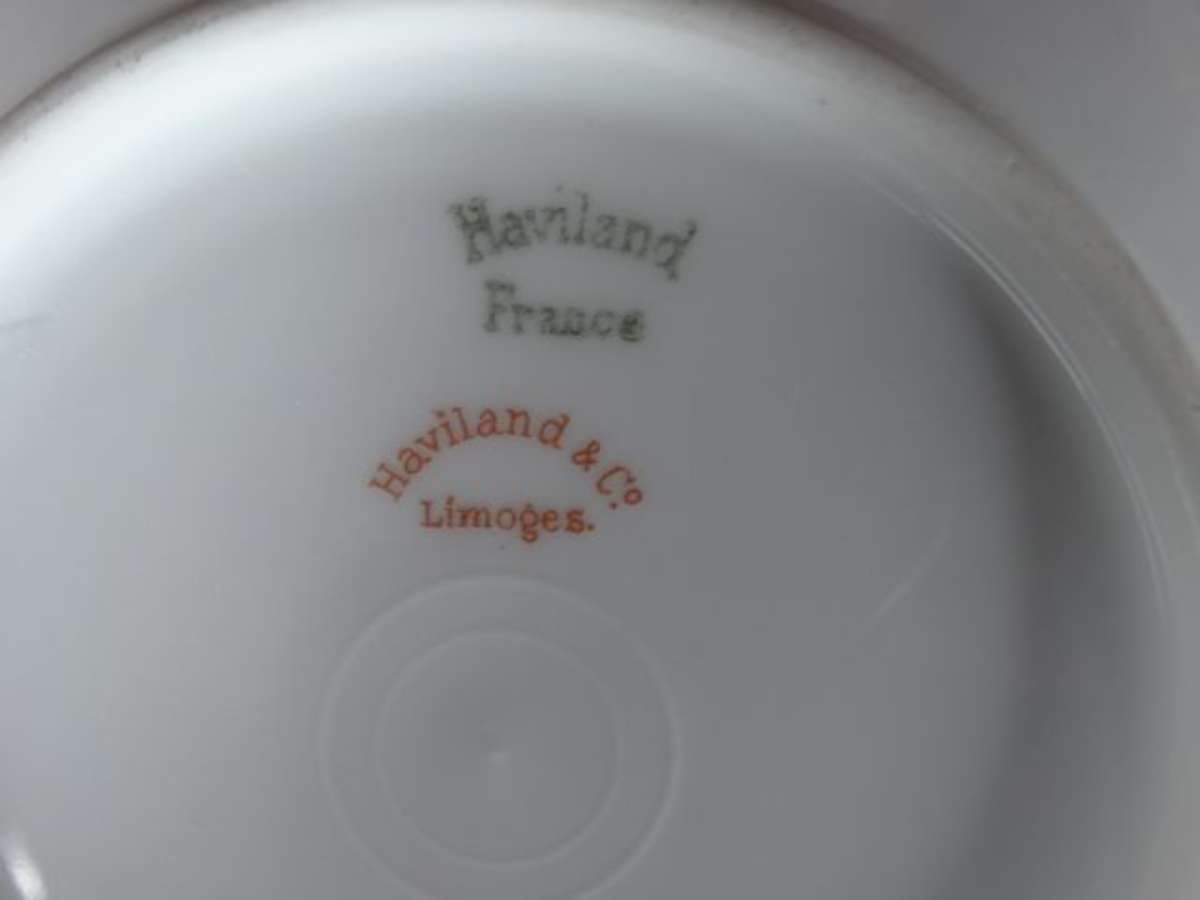 Haviland
France
Haviland & Co.
Limoges.